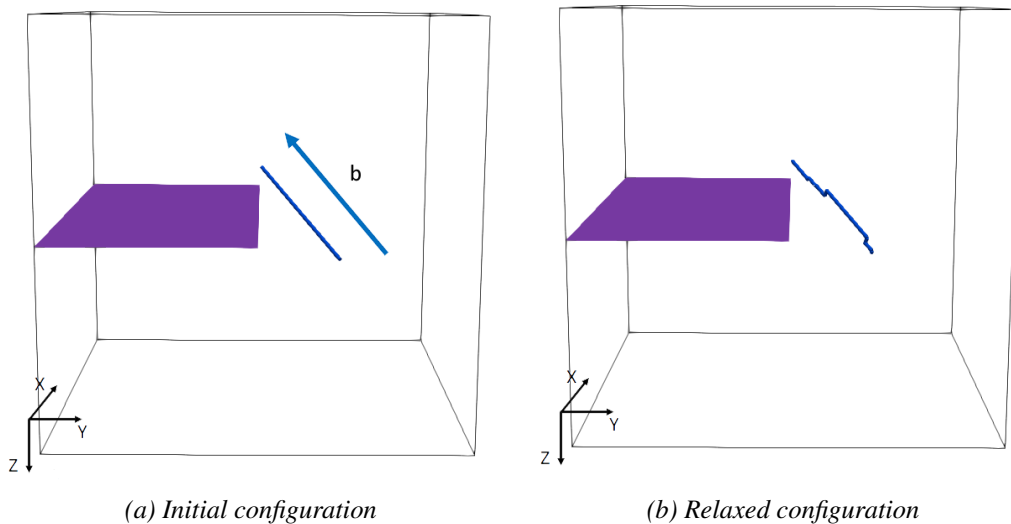 b
X
Y
Z
X
Y
Z
(a) Initial configuration
(b) Relaxed configuration